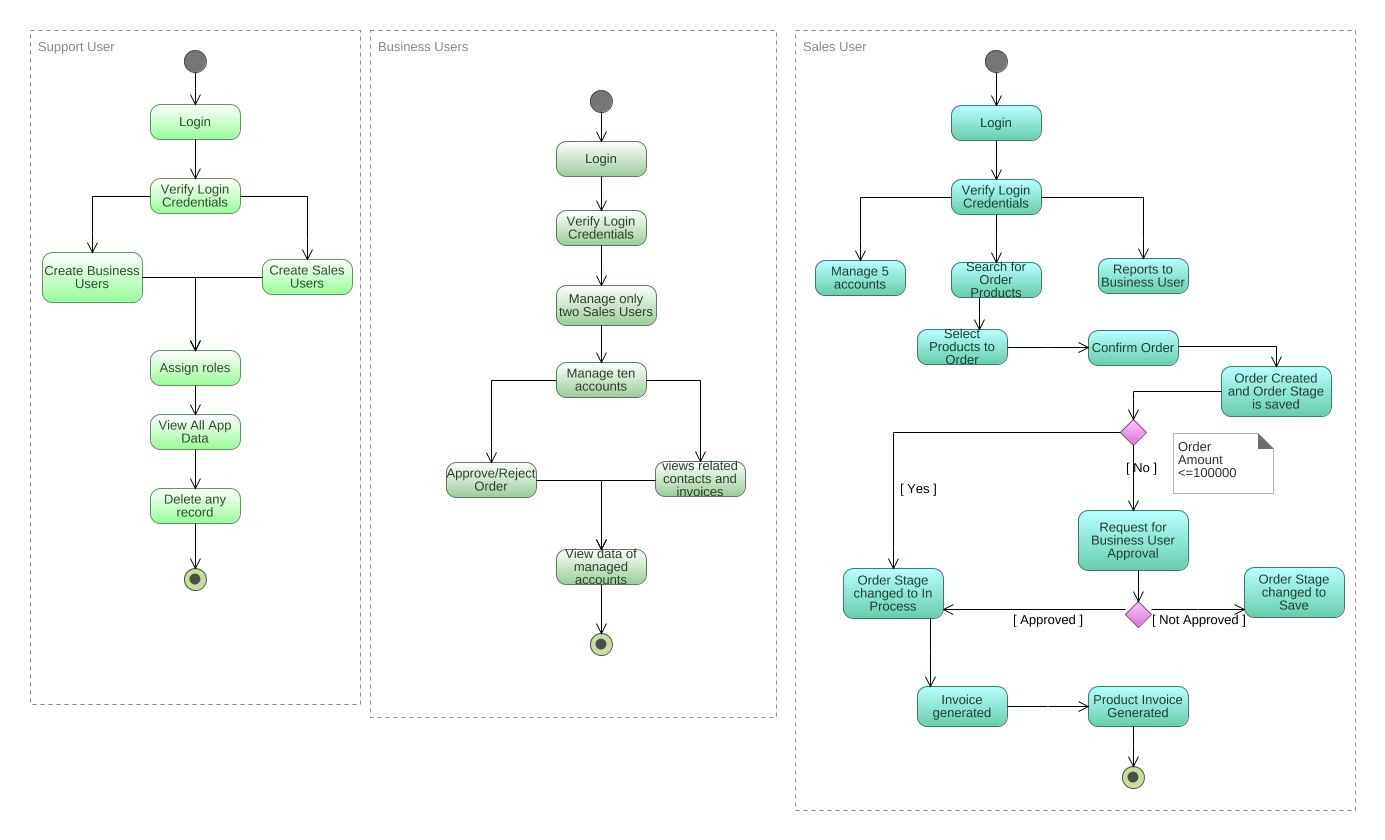 Support User
Login
Verify Login
Credentials
Create Business
Users
Create Sales
Users
Assign roles
View All App
Data
Delete any
record
Business Users
Login
Verify Login
Credentials
Manage only
two Sales Users
Manage ten
accounts
Approve/Reject
Order
views related
contacts and
invoices
View data of
managed
accounts
Sales User
Login
Verify Login
Credentials
Manage 5
accounts
Search for
Order
Products
Reports to
Business User
Select
Products to
Order
Confirm Order
Order Created
and Order Stage
is saved
Order
Amount
<=100000
[ No ]
[ Yes ]
Request for
Business User
Approval
Order Stage
changed to In
Process
[ Approved ]
[ Not Approved ]
Order Stage
changed to
Save
Invoice
generated
Product Invoice
Generated